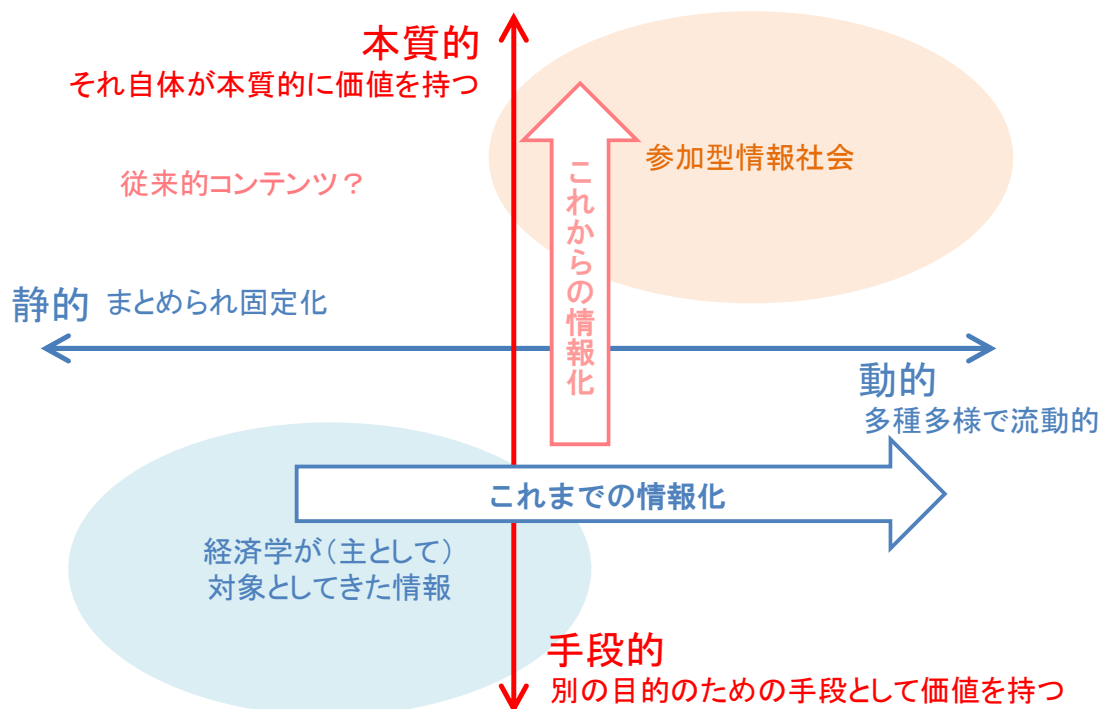 本質的
それ自体が本質的に価値を持つ
参加型情報社会
従来的コンテンツ？
これからの情報化
静的 まとめられ固定化
動的
多種多様で流動的
これまでの情報化
経済学が（主として）
対象としてきた情報
手段的
別の目的のための手段として価値を持つ